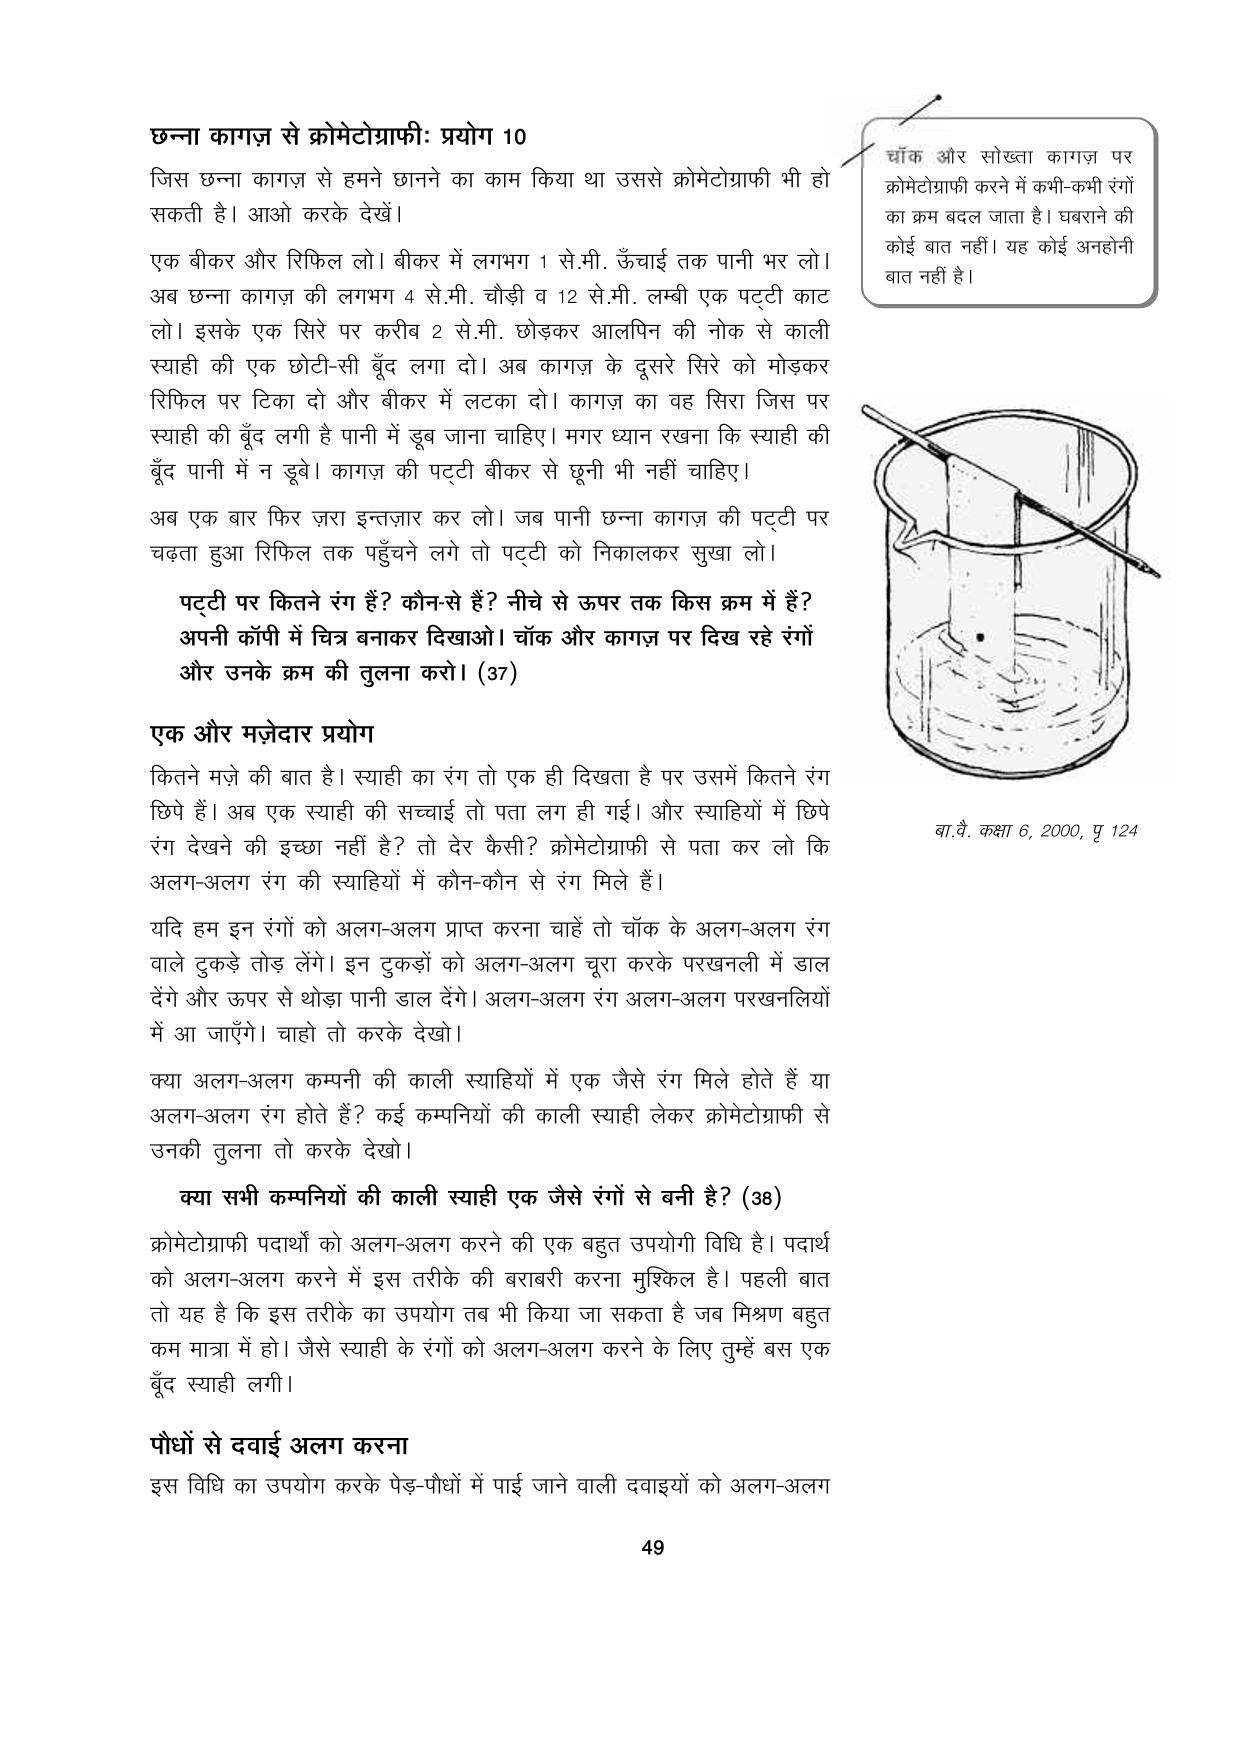 छन्ना कागज़ से क्रोमेटोग्राफी: प्रयोग 10
जिस छन्ना कागज़ से हमने छानने का काम किया था उससे क्रोमेटोग्राफी भी हो
सकती है। आओ करके देखें।
एक बीकर और रिफिल लो। बीकर में लगभग 1 से.मी. ऊँचाई तक पानी भर लो।
अब छन्ना कागज़ की लगभग 4 से.मी. चौड़ी व 12 से.मी. लम्बी एक पट्टी काट
लो। इसके एक सिरे पर करीब 2 से.मी. छोड़कर आलपिन की नोक से काली
स्याही की एक छोटी-सी बूँद लगा दो। अब कागज़ के दूसरे सिरे को मोड़कर
रिफिल पर टिका दो और बीकर में लटका दो। कागज़ का वह सिरा जिस पर
स्याही की बूँद लगी है पानी में डूब जाना चाहिए। मगर ध्यान रखना कि स्याही की
बूँद पानी में न डूबे। कागज़ की पट्टी बीकर से छूनी भी नहीं चाहिए।
अब एक बार फिर ज़रा इन्तज़ार कर लो। जब पानी छन्ना कागज़ की पट्टी पर
चढ़ता हुआ रिफिल तक पहुँचने लगे तो पट्टी को निकालकर सुखा लो।
पट्टी पर कितने रंग हैं? कौन-से हैं? नीचे से ऊपर तक किस क्रम में हैं?
अपनी कॉपी में चित्र बनाकर दिखाओ। चॉक और कागज़ पर दिख रहे रंगों
और उनके क्रम की तुलना करो। (37)
एक और मज़ेदार प्रयोग
कितने मज़े की बात है। स्याही का रंग तो एक ही दिखता है पर उसमें कितने रंग
छिपे हैं। अब एक स्याही की सच्चाई तो पता लग ही गई। और स्याहियों में छिपे
रंग देखने की इच्छा नहीं है? तो देर कैसी? क्रोमेटोग्राफी से पता कर लो कि
अलग-अलग रंग की स्याहियों में कौन-कौन से रंग मिले हैं।
यदि हम इन रंगों को अलग-अलग प्राप्त करना चाहें तो चॉक के अलग-अलग रंग
वाले टुकड़े तोड़ लेंगे। इन टुकड़ों को अलग-अलग चूरा करके परखनली में डाल
देंगे और ऊपर से थोड़ा पानी डाल देंगे। अलग-अलग रंग अलग-अलग परखनलियों
में आ जाएँगे। चाहो तो करके देखो।
क्या अलग-अलग कम्पनी की काली स्याहियों में एक जैसे रंग मिले होते हैं या
अलग-अलग रंग होते हैं? कई कम्पनियों की काली स्याही लेकर क्रोमेटोग्राफी से
उनकी तुलना तो करके देखो।
क्या सभी कम्पनियों की काली स्याही एक जैसे रंगों से बनी है? (38)
क्रोमेटोग्राफी पदार्थों को अलग-अलग करने की एक बहुत उपयोगी विधि है। पदार्थ
को अलग-अलग करने में इस तरीके की बराबरी करना मुश्किल है। पहली बात
तो यह है कि इस तरीके का उपयोग तब भी किया जा सकता है जब मिश्रण बहुत
कम मात्रा में हो। जैसे स्याही के रंगों को अलग-अलग करने के लिए तुम्हें बस एक
बूँद स्याही लगी।
पौधों से दवाई अलग करना
इस विधि का उपयोग करके पेड़-पौधों में पाई जाने वाली दवाइयों को अलग-अलग
चॉक और सोख्ता कागज़ पर
क्रोमेटोग्राफी करने में कभी-कभी रंगों
का क्रम बदल जाता है। घबराने की
कोई बात नहीं। यह कोई अनहोनी
बात नहीं है।
बा.वै. कक्षा 6, 2000, पृ 124
49